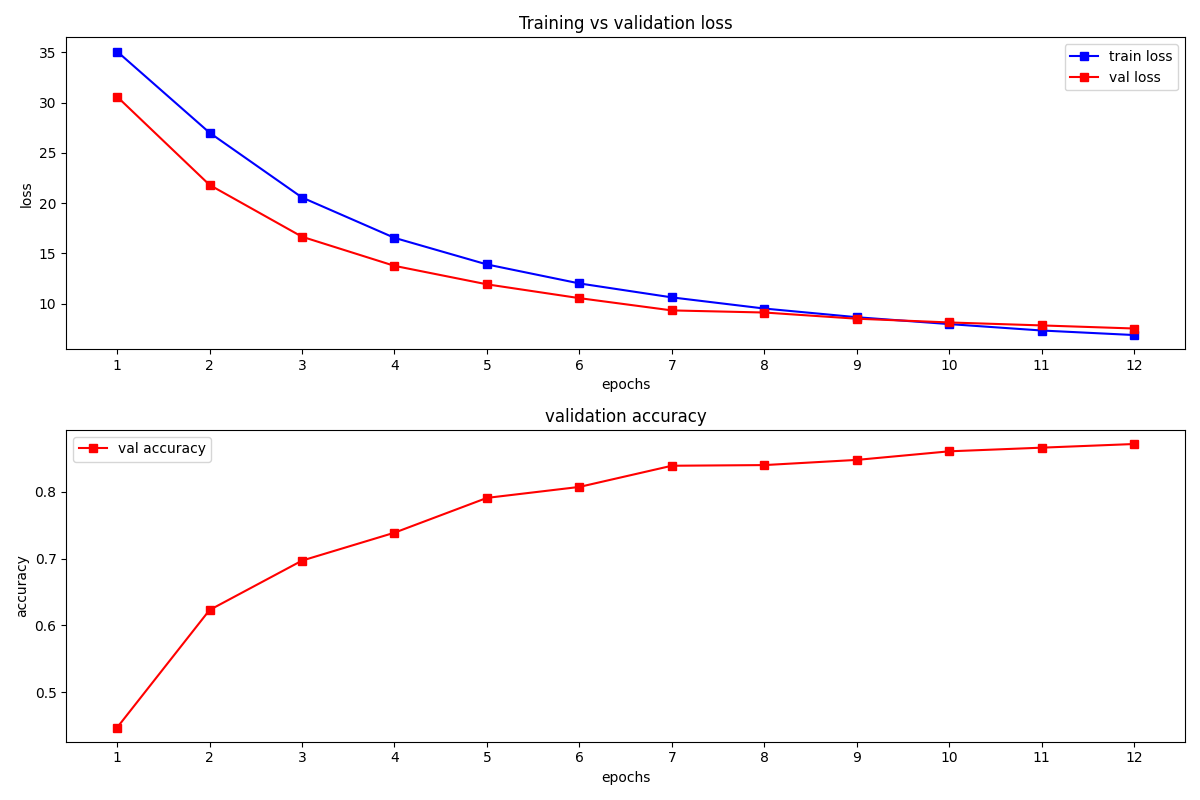 Training vs validation loss
35
30
25
20
15
10
loss
train loss
val loss
1 2 3 4 5 6 7 8 9 10 11 12
epochs
validation accuracy
val accuracy
0.8
0.7
0.6
0.5
accuracy
1 2 3 4 5 6 7 8 9 10 11 12
epochs